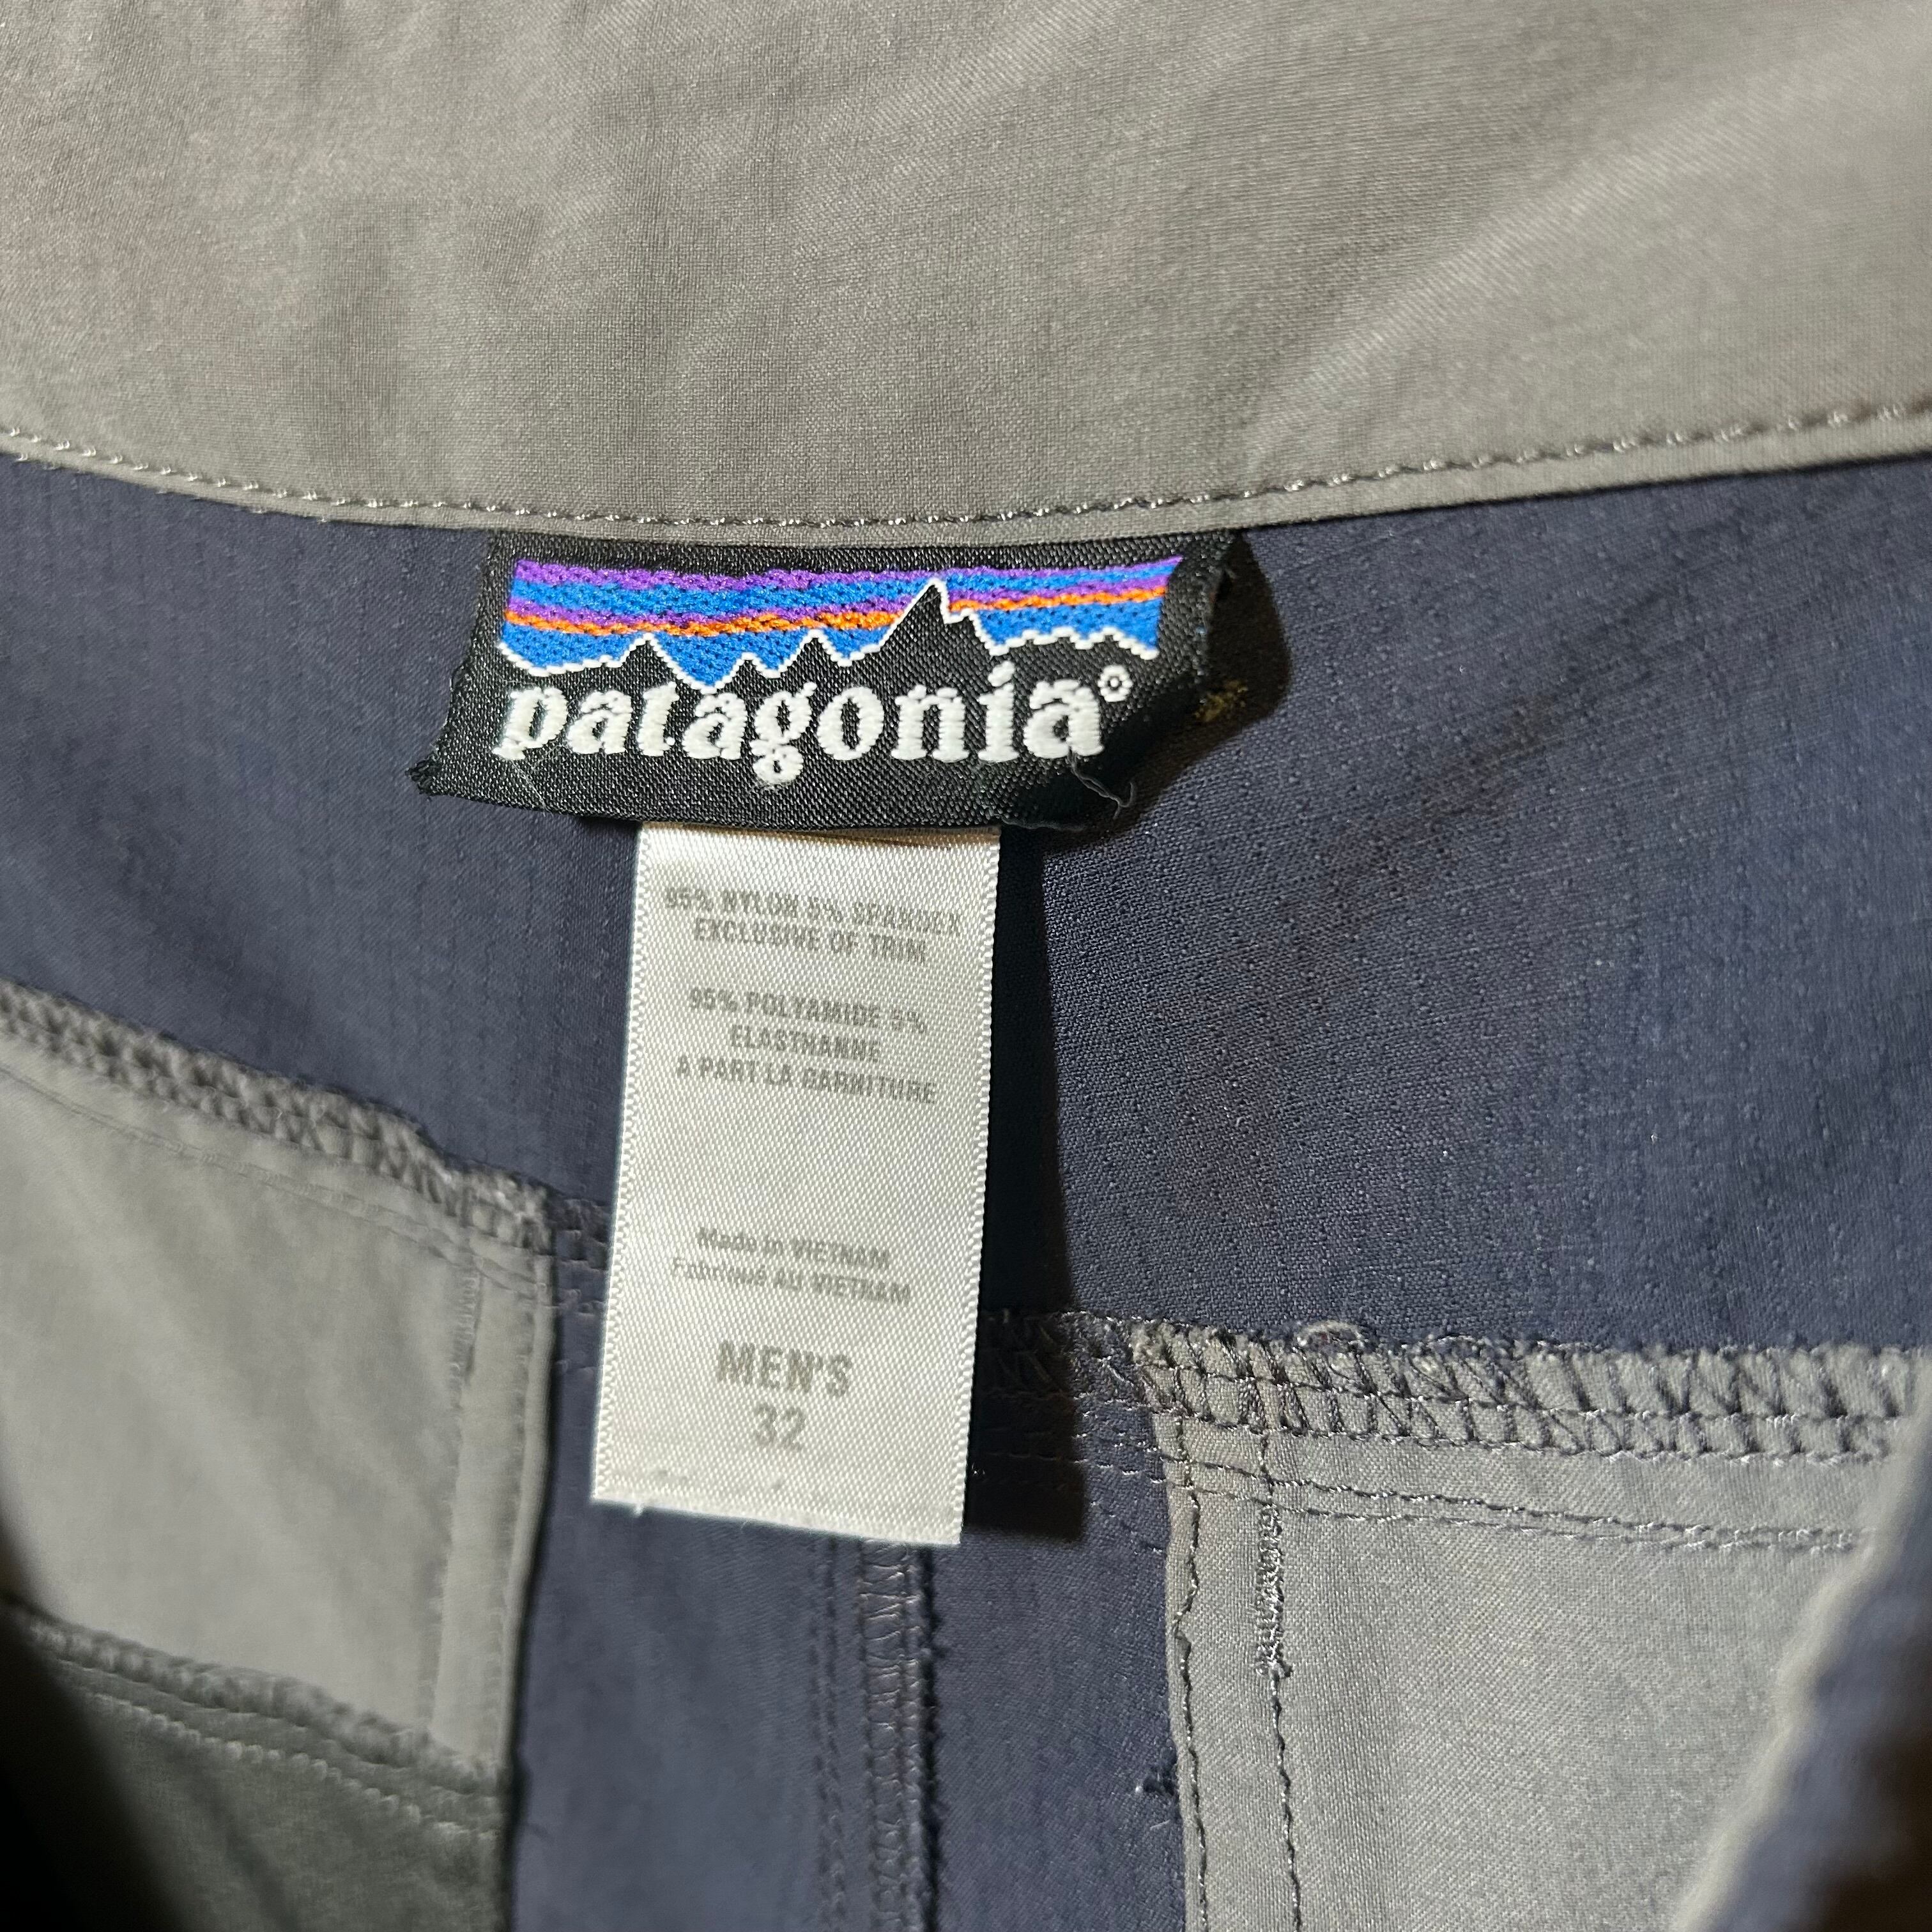 patagonia®
95% NYLON 5% SPANDEX
EXCLUSIVE OF TRIM
95% POLYAMIDE 5%
ELASTHANNE
A PART LA GARNITURE
Made in VIETNAM
Fabriqué AU VIETNAM
MEN'S
32